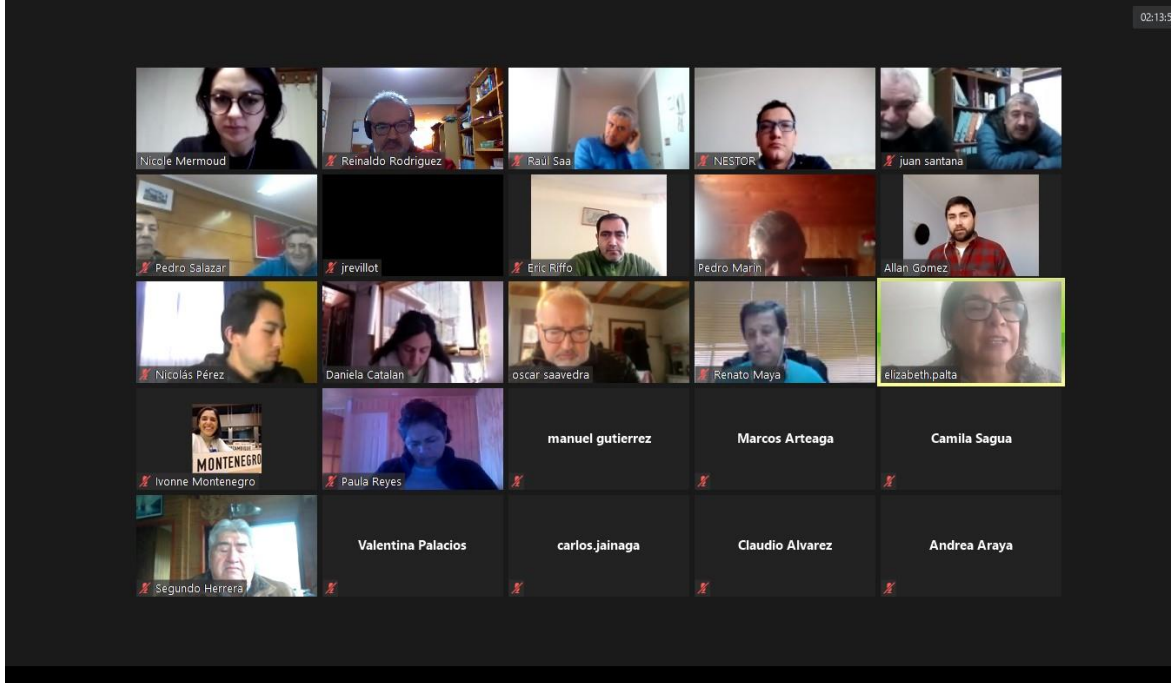 02:13:5
Nicole Mermoud
Reinaldo Rodriguez
Raúl Saa
NESTOR
juan santana
Pedro Salazar
jrevillot
Eric Riffo
Pedro Marin
Allan Gomez
Nicolás Pérez
Daniela Catalan
oscar saavedra
Renato Maya
elizabeth.palta
MONTENEGRO
Ivonne Montenegro
Paula Reyes
manuel gutierrez
Marcos Arteaga
Camila Sagua
Segundo Herrera
Valentina Palacios
carlos.jainaga
Claudio Alvarez
Andrea Araya